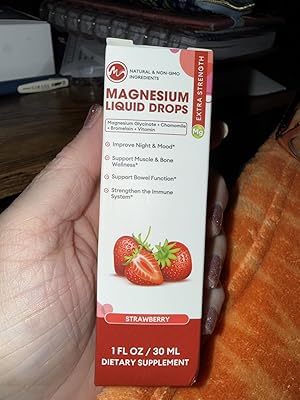 NATURAL & NON-GMO
INGREDIENTS
MAGNESIUM
LIQUID DROPS
EXTRA STRENGTH
Mg
Magnesium Glycinate + Chamomile
+ Bromelain + Vitamin
Improve Night & Mood*
Support Muscle & Bone
Wellness*
Support Bowel Function*
Strengthen the Immune
System*
STRAWBERRY
1 FL OZ / 30 ML
DIETARY SUPPLEMENT